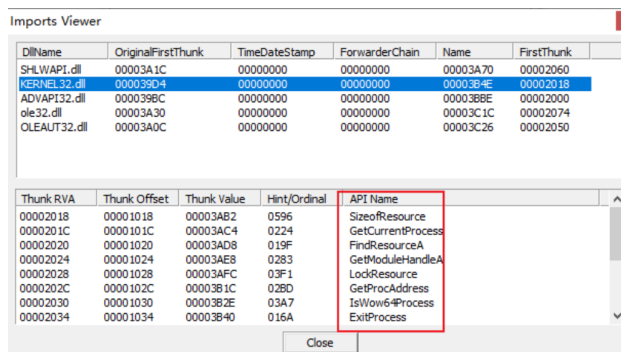 Imports Viewer
DllName OriginalFirstThunk TimeDateStamp ForwarderChain Name FirstThunk
SHLWAPI.dll 00003A1C 00000000 00000000 00003A70 00002060
KERNEL32.dll 000039D4 00000000 00000000 00003B4E 00002018
ADVAPI32.dll 000039BC 00000000 00000000 00003BBE 00002000
ole32.dll 00003A30 00000000 00000000 00003C1C 00002074
OLEAUT32.dll 00003A0C 00000000 00000000 00003C26 00002050
Thunk RVA Thunk Offset Thunk Value Hint/Ordinal API Name
00002018 00001018 00003AB2 0596 SizeofResource
0000201C 0000101C 00003AC4 0224 GetCurrentProcess
00002020 00001020 00003AD8 019F FindResourceA
00002024 00001024 00003AE8 0283 GetModuleHandleA
00002028 00001028 00003AFC 03F1 LockResource
0000202C 0000102C 00003B1C 02BD GetProcAddress
00002030 00001030 00003B2E 03A7 IsWow64Process
00002034 00001034 00003B40 016A ExitProcess
Close